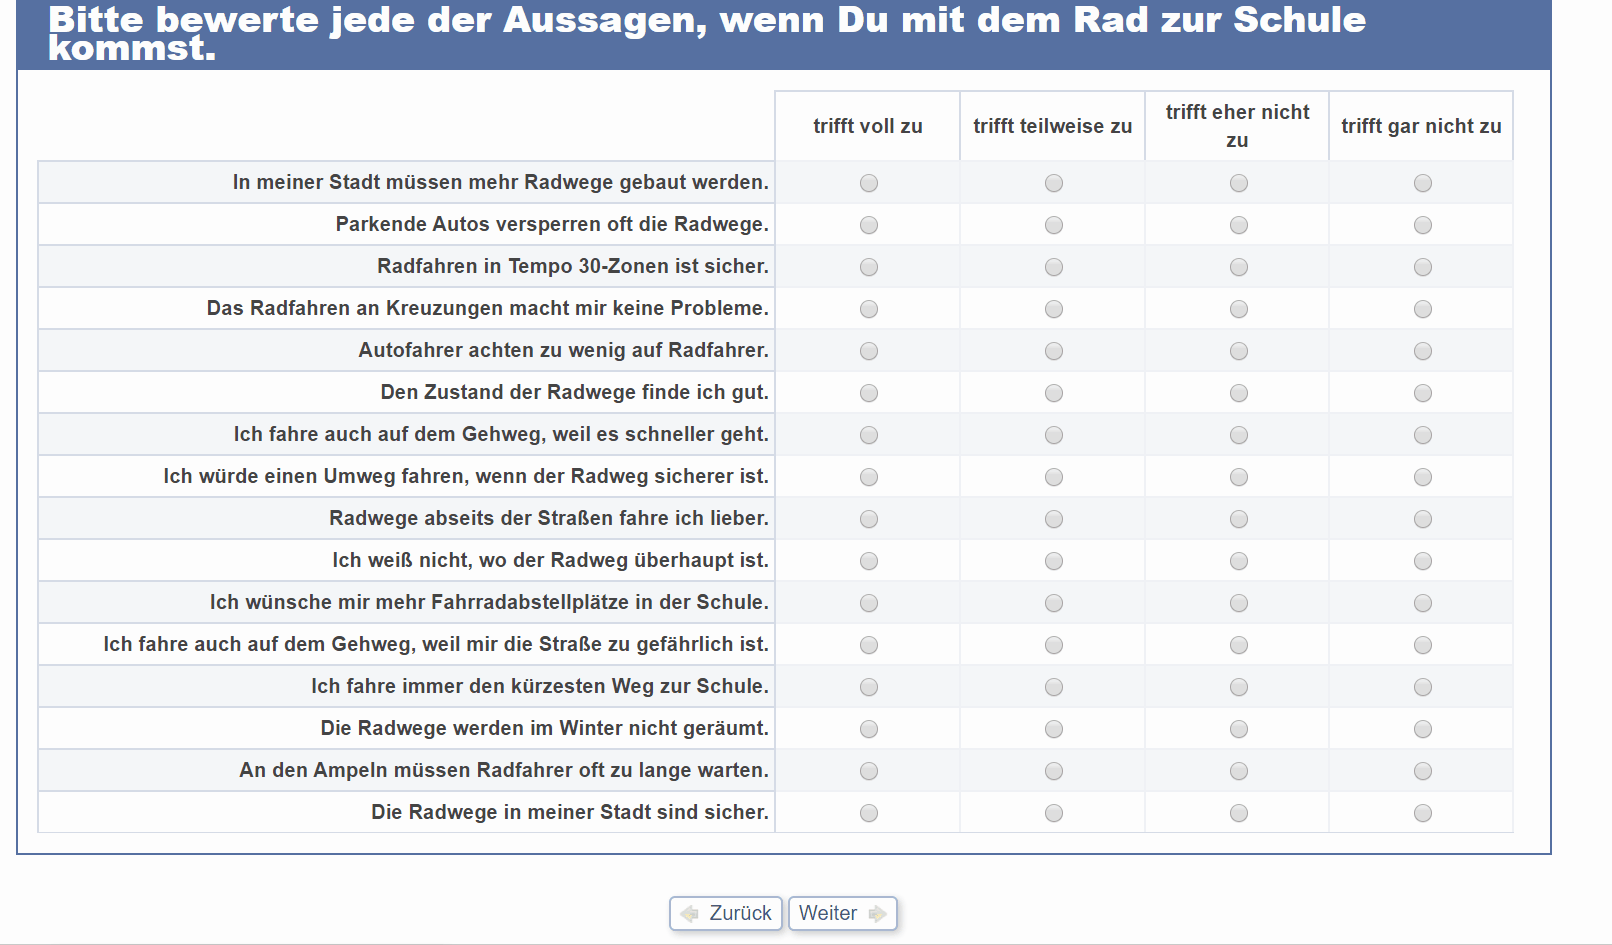 Bitte bewerte jede der Aussagen, wenn Du mit dem Rad zur Schule
kommst.
trifft voll zu
trifft teilweise zu
trifft eher nicht
zu
trifft gar nicht zu
In meiner Stadt müssen mehr Radwege gebaut werden.
Parkende Autos versperren oft die Radwege.
Radfahren in Tempo 30-Zonen ist sicher.
Das Radfahren an Kreuzungen macht mir keine Probleme.
Autofahrer achten zu wenig auf Radfahrer.
Den Zustand der Radwege finde ich gut.
Ich fahre auch auf dem Gehweg, weil es schneller geht.
Ich würde einen Umweg fahren, wenn der Radweg sicherer ist.
Radwege abseits der Straßen fahre ich lieber.
Ich weiß nicht, wo der Radweg überhaupt ist.
Ich wünsche mir mehr Fahrradabstellplätze in der Schule.
Ich fahre auch auf dem Gehweg, weil mir die Straße zu gefährlich ist.
Ich fahre immer den kürzesten Weg zur Schule.
Die Radwege werden im Winter nicht geräumt.
An den Ampeln müssen Radfahrer oft zu lange warten.
Die Radwege in meiner Stadt sind sicher.
Zurück
Weiter